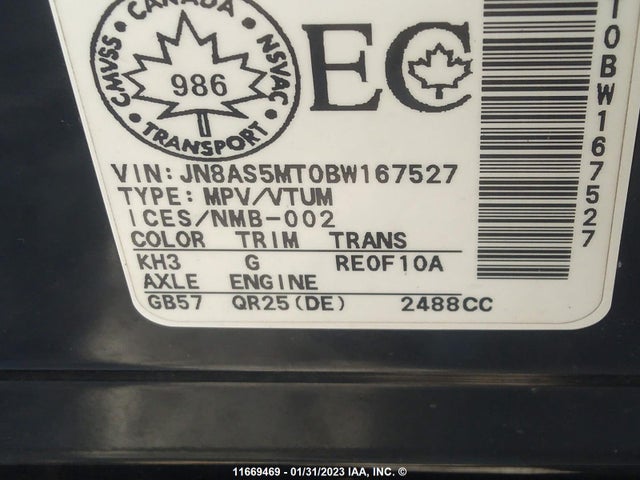 CANADA
CMVSS
NSVAC
986
TRANSPORT
EC
VIN: JN8AS5MT0BW167527
TYPE: MPV/VTUM
ICES/NMB-002
COLOR TRIM TRANS
KH3 G RE0F10A
AXLE ENGINE
GB57 QR25(DE) 2488CC
T0BW167527
11669469 - 01/31/2023 IAA, INC. ©